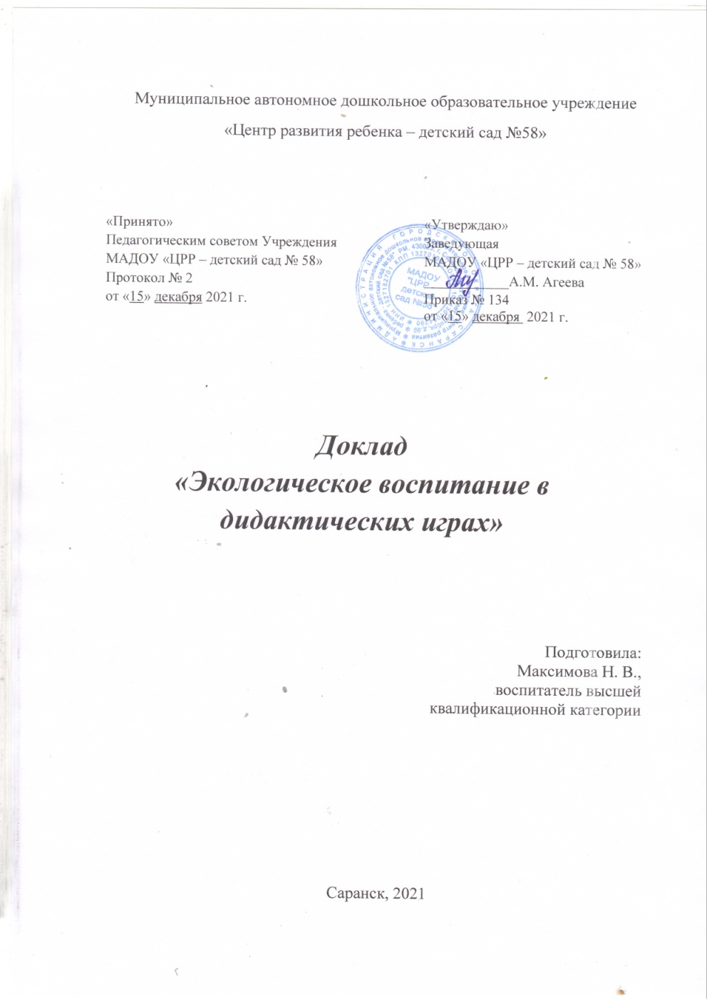 Муниципальное автономное дошкольное образовательное учреждение
«Центр развития ребенка – детский сад №58»
«Принято»
Педагогическим советом Учреждения
МАДОУ «ЦРР – детский сад № 58»
Протокол № 2
от «15» декабря 2021 г.
«Утверждаю»
Заведующая
МАДОУ «ЦРР – детский сад № 58»
____________А.М. Агеева
Приказ № 134
от «15» декабря 2021 г.
МАДОУ
"ЦРР
детский
сад №58"
Доклад
«Экологическое воспитание в
дидактических играх»
Подготовила:
Максимова Н. В.,
воспитатель высшей
квалификационной категории
Саранск, 2021